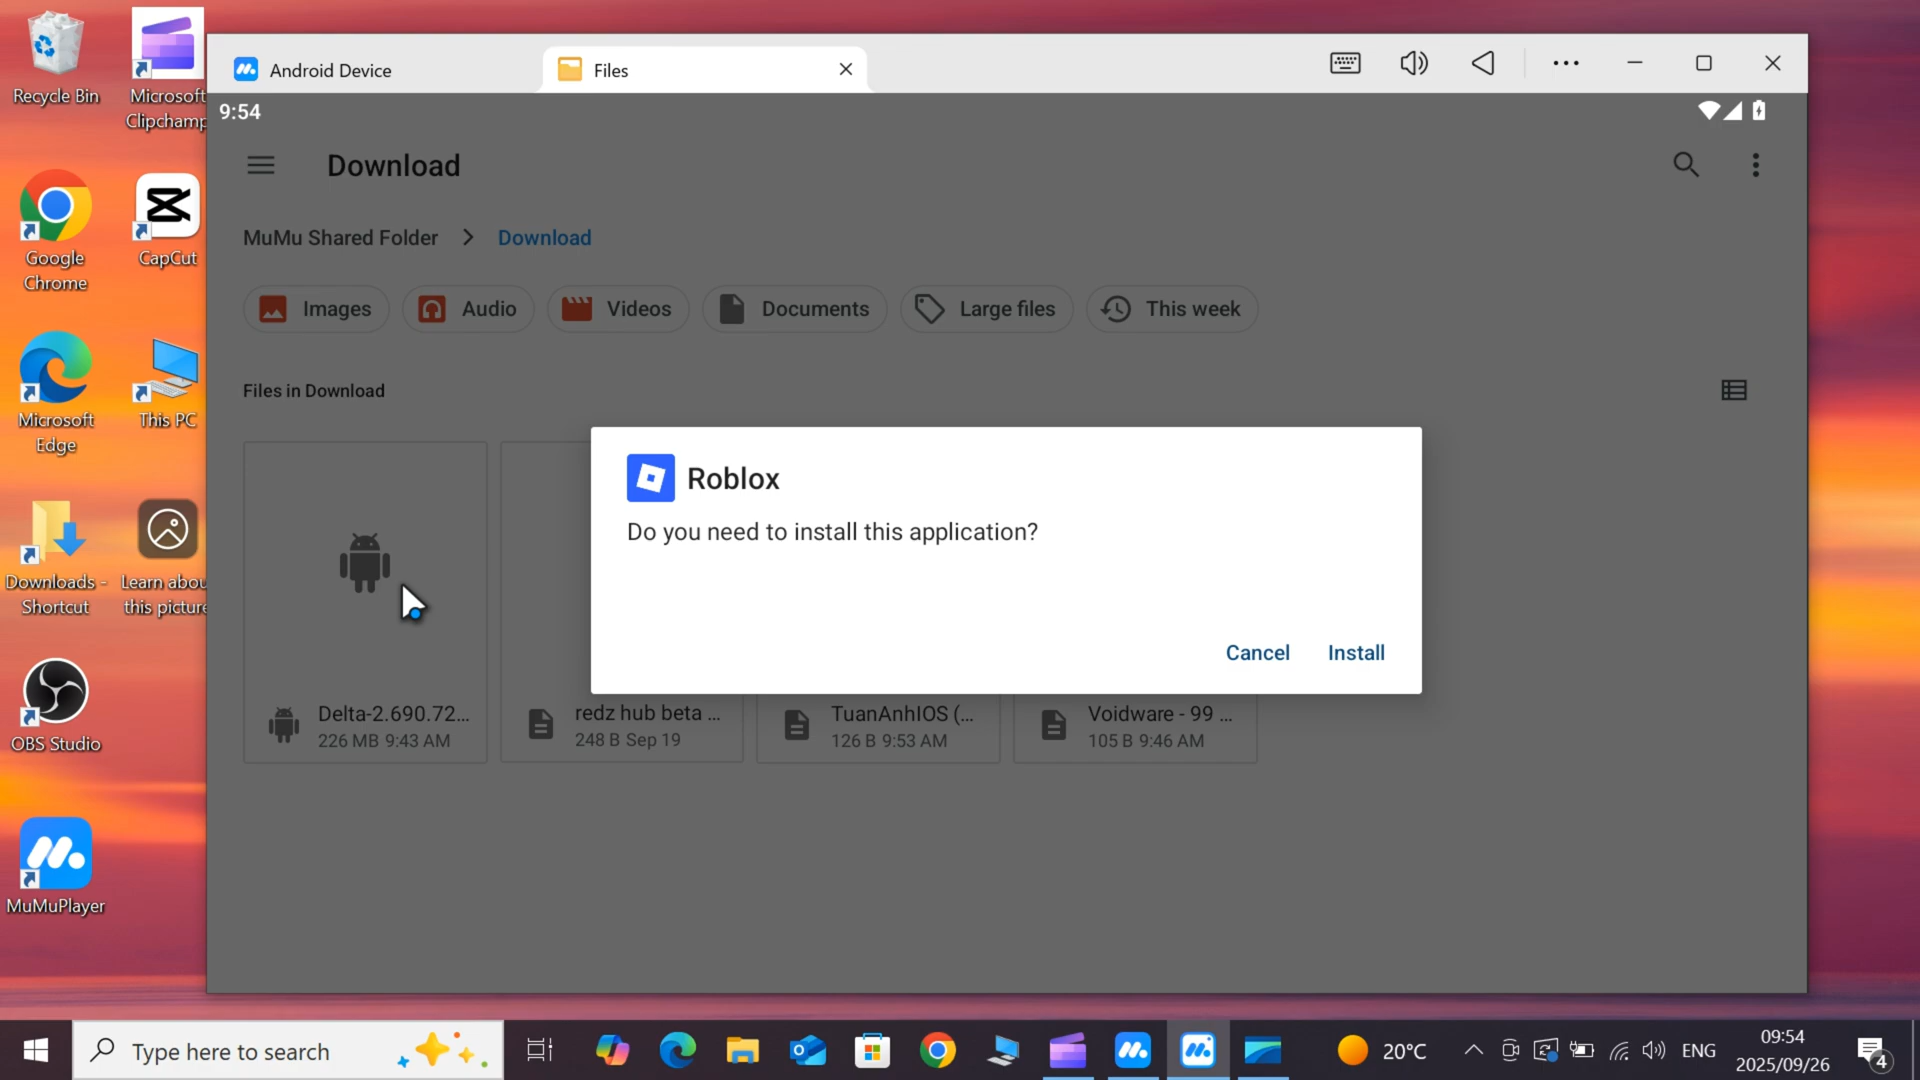 Recycle Bin
Microsoft
Clipchamp
Google
Chrome
CapCut
Microsoft
Edge
This PC
Downloads -
Shortcut
Learn about
this picture
OBS Studio
MuMuPlayer
Android Device
Files
9:54
Download
MuMu Shared Folder
Download
Images
Audio
Videos
Documents
Large files
This week
Files in Download
Roblox
Do you need to install this application?
Cancel
Install
Delta-2.690.72...
226 MB 9:43 AM
redz hub beta ...
248 B Sep 19
TuanAnhIOS (...
126 B 9:53 AM
Voidware - 99 ...
105 B 9:46 AM
Type here to search
20°C
ENG
09:54
2025/09/26
4